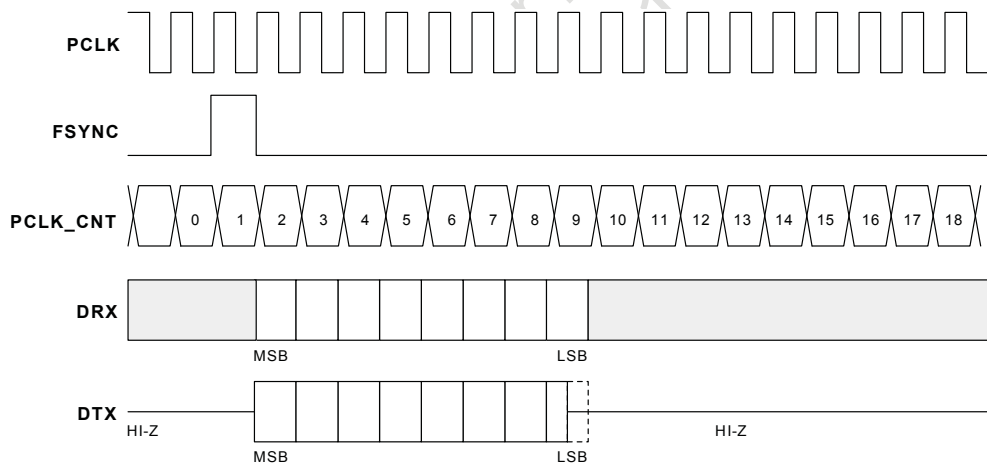 PCLK
FSYNC
PCLK_CNT 0 1 2 3 4 5 6 7 8 9 10 11 12 13 14 15 16 17 18
DRX
MSB LSB
DTX
HI-Z HI-Z
MSB LSB